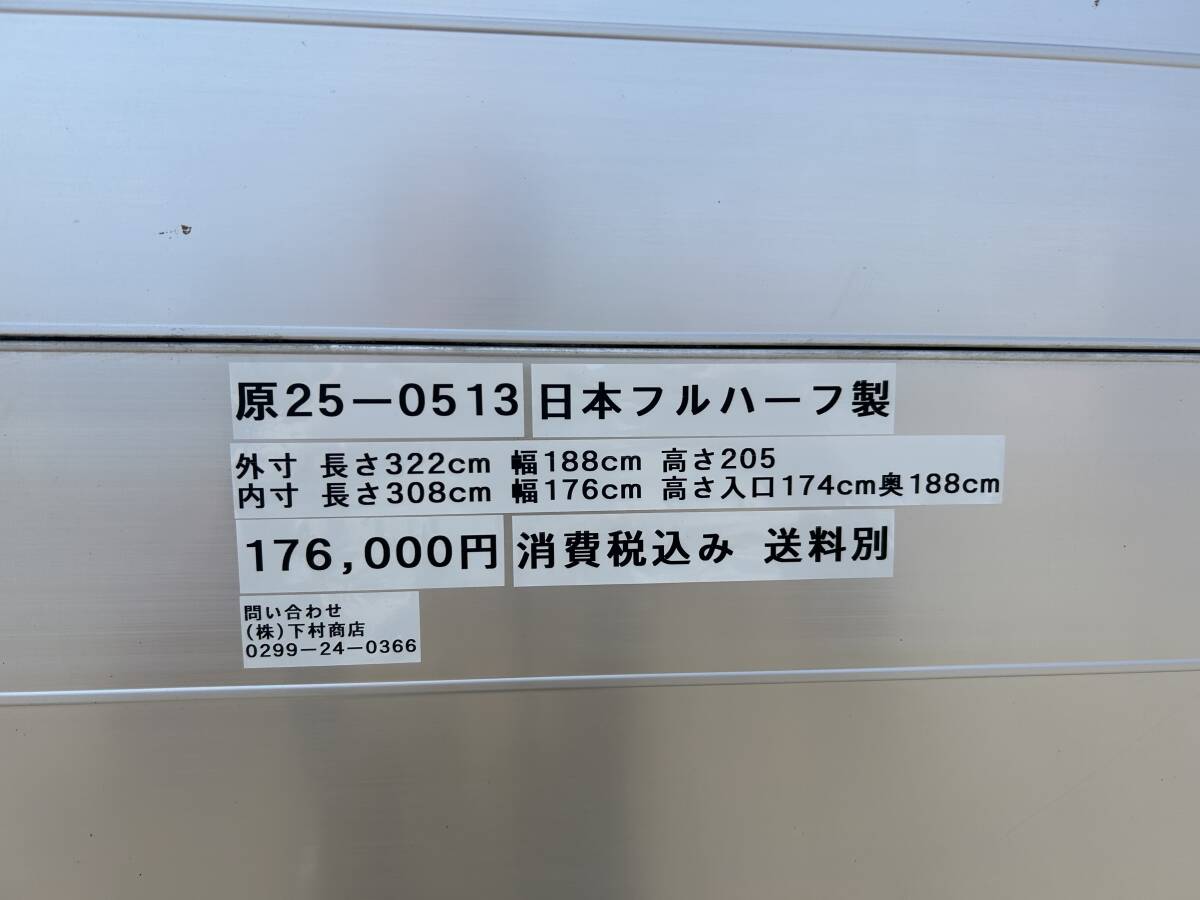 原25－0513 日本フルハーフ製
外寸 長さ322cm 幅188cm 高さ205
内寸 長さ308cm 幅176cm 高さ入口174cm奥188cm
176,000円 消費税込み 送料別
問い合わせ
(株)下村商店
0299－24－0366